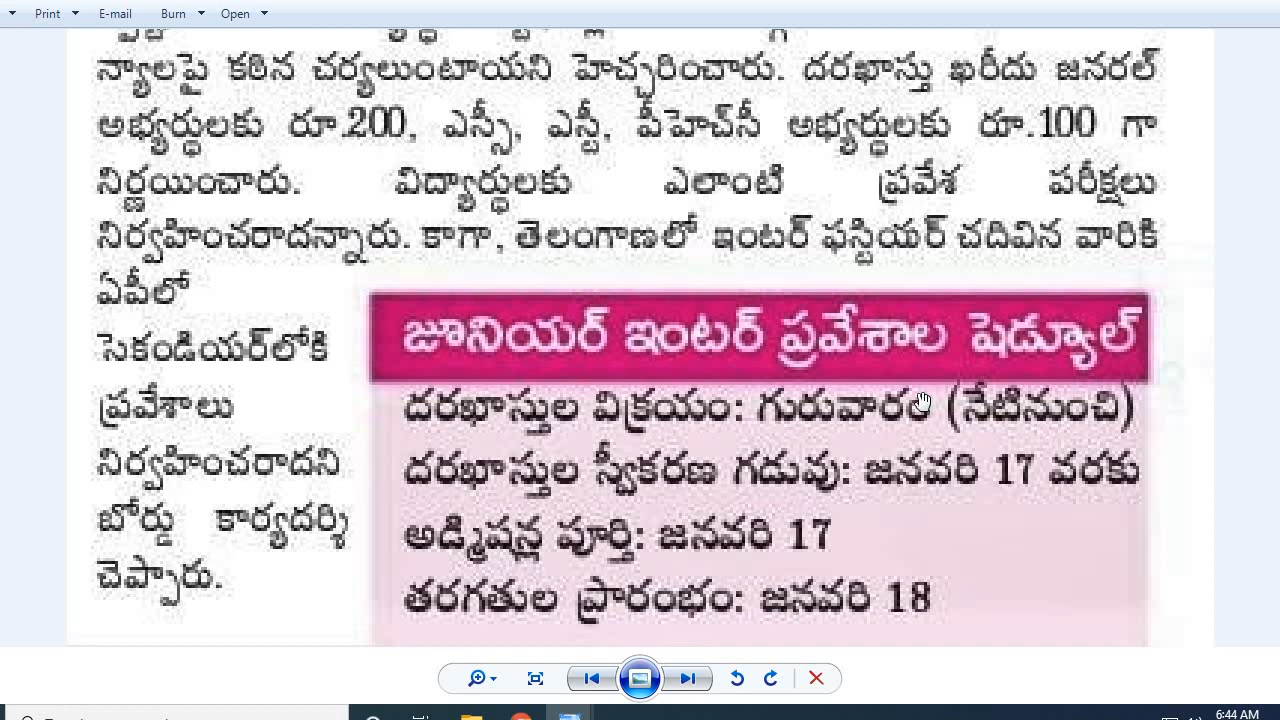 Print
E-mail
Burn
Open
న్యాలపై కఠిన చర్యలుంటాయని హెచ్చరించారు. దరఖాస్తు ఖరీదు జనరల్
అభ్యర్థులకు రూ.200, ఎస్సీ, ఎస్టీ, పీహెచ్‌సీ అభ్యర్థులకు రూ.100 గా
నిర్ణయించారు. విద్యార్థులకు ఎలాంటి ప్రవేశ పరీక్షలు
నిర్వహించరాదన్నారు. కాగా, తెలంగాణలో ఇంటర్ ఫస్టియర్ చదివిన వారికి
ఏపీలో
సెకండియర్‌లోకి
ప్రవేశాలు
నిర్వహించరాదని
బోర్డు కార్యదర్శి
చెప్పారు.
జూనియర్ ఇంటర్ ప్రవేశాల షెడ్యూల్
దరఖాస్తుల విక్రయం: గురువారం (నేటినుంచి)
దరఖాస్తుల స్వీకరణ గడువు: జనవరి 17 వరకు
అడ్మిషన్ల పూర్తి: జనవరి 17
తరగతుల ప్రారంభం: జనవరి 18
6:44 AM